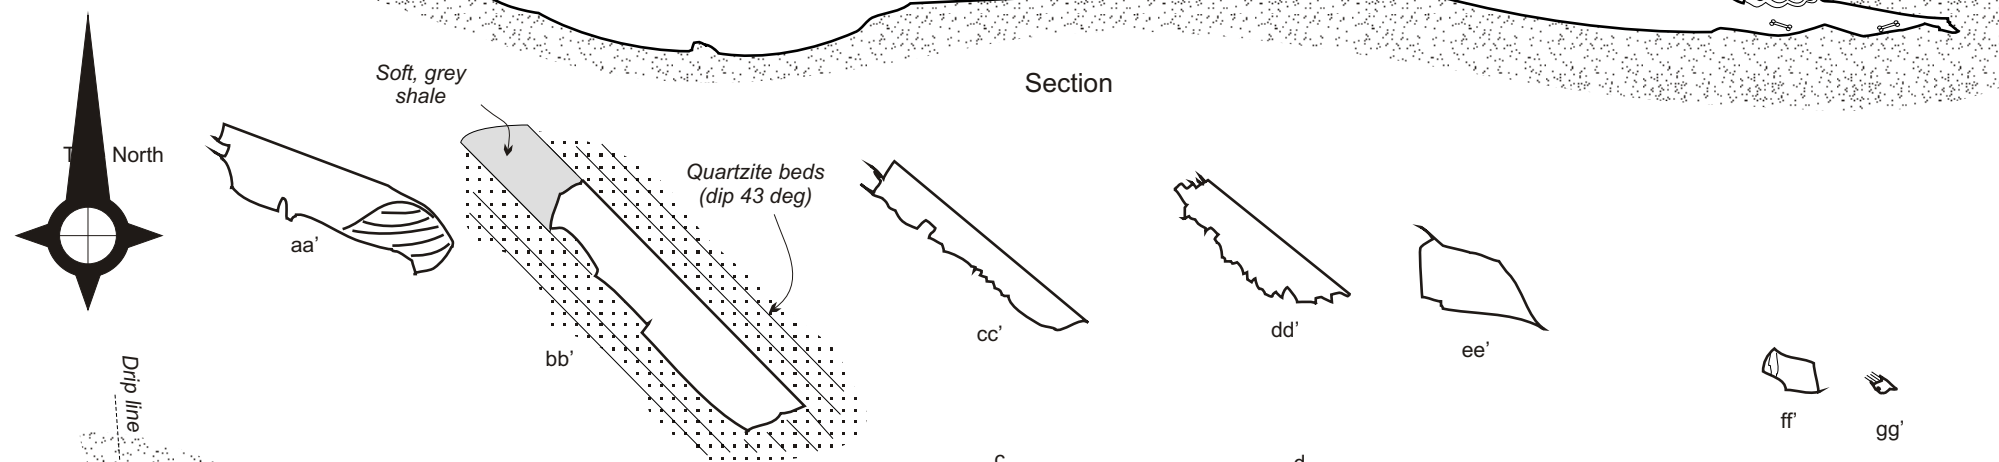 Section
Soft, grey
shale
T North
Quartzite beds
(dip 43 deg)
aa’
bb’
cc’
dd’
ee’
ff’
gg’
Drip line